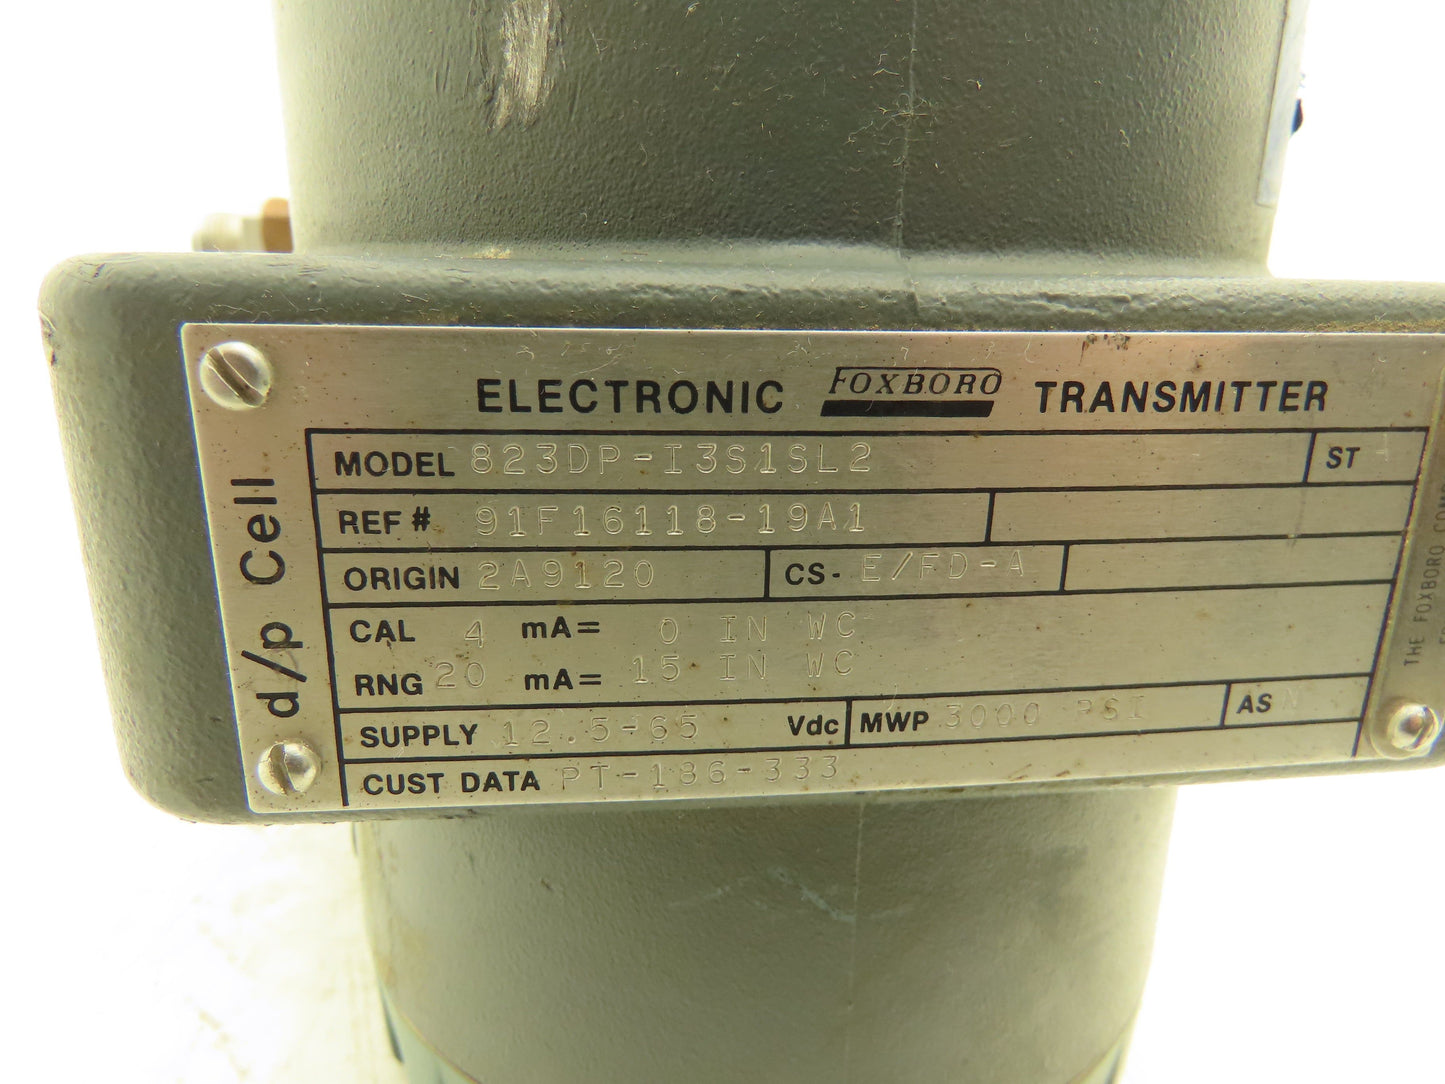 ELECTRONIC FOXBORO TRANSMITTER
d/p Cell
MODEL 823DP-I3S1SL2 ST A
REF # 91F16118-19A1
ORIGIN 2A9120 CS- E/FD-A
CAL 4 mA= 0 IN WC
RNG 20 mA= 15 IN WC
SUPPLY 12.5-65 Vdc MWP 3000 PSI AS N
CUST DATA PT-186-333
THE FOXBORO